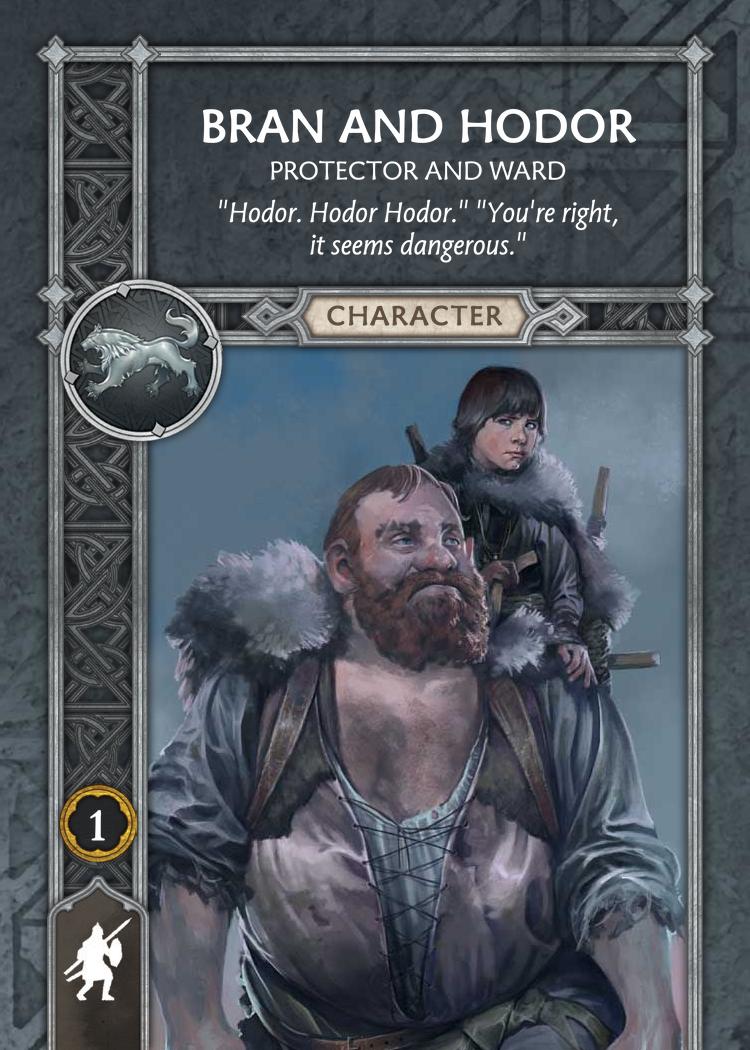 BRAN AND HODOR
PROTECTOR AND WARD
"Hodor. Hodor Hodor." "You're right,
it seems dangerous."
CHARACTER
1